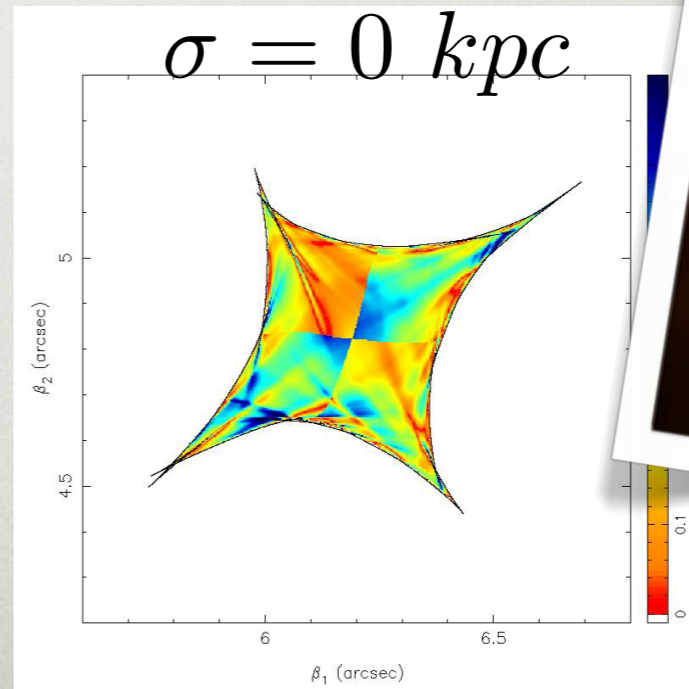 σ = 0 kpc
5
4.5
β₂ (arcsec)
6 6.5
β₁ (arcsec)
0.1
0